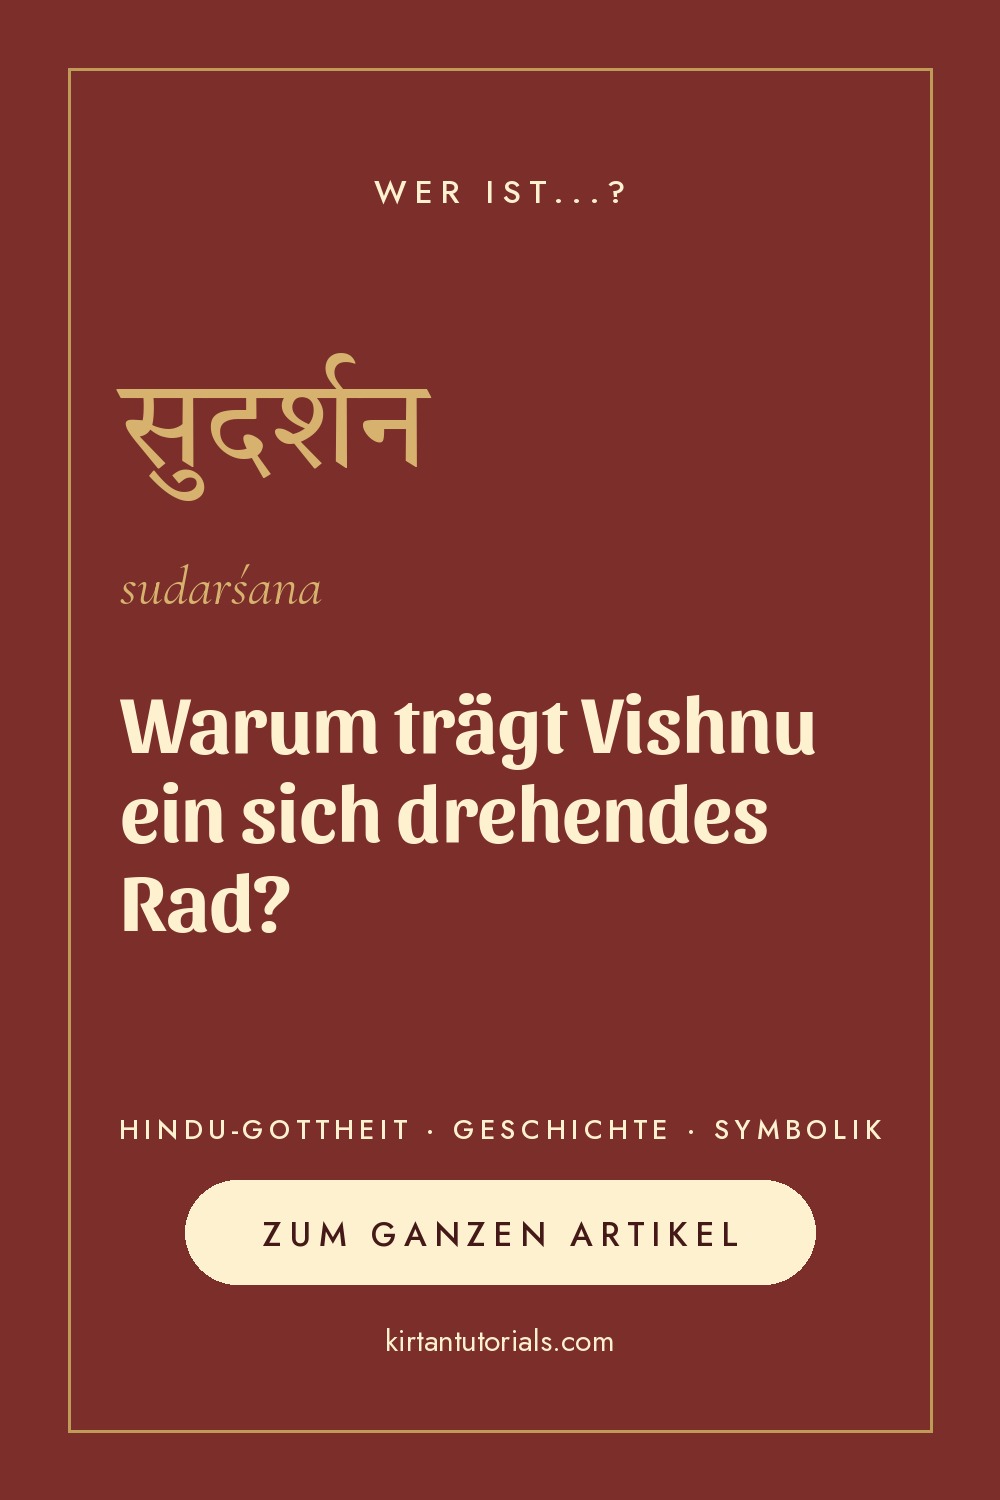 WER IST...?
सुदर्शन
sudarśana
Warum trägt Vishnu
ein sich drehendes
Rad?
HINDU-GOTTHEIT · GESCHICHTE · SYMBOLIK
ZUM GANZEN ARTIKEL
kirtantutorials.com